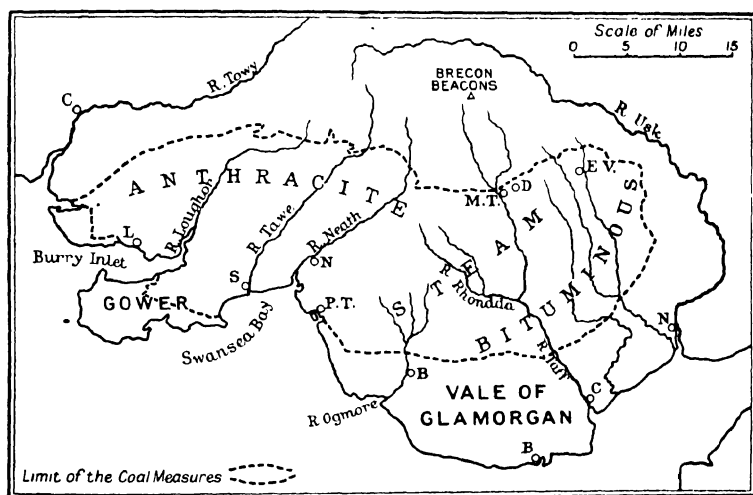 Scale of Miles
0 5 10 15
BRECON
BEACONS
R. Towy
C
R. Usk
ANTHRACITE
E.V.
D
M.T.
L
R. Loughor
R. Tawe
R. Neath
N
Burry Inlet
S
GOWER
Swansea Bay
P.T.
STEAM
R Rhondda
BITUMINOUS
N
R. Taff
B
VALE OF
GLAMORGAN
C
R Ogmore
B
Limit of the Coal Measures